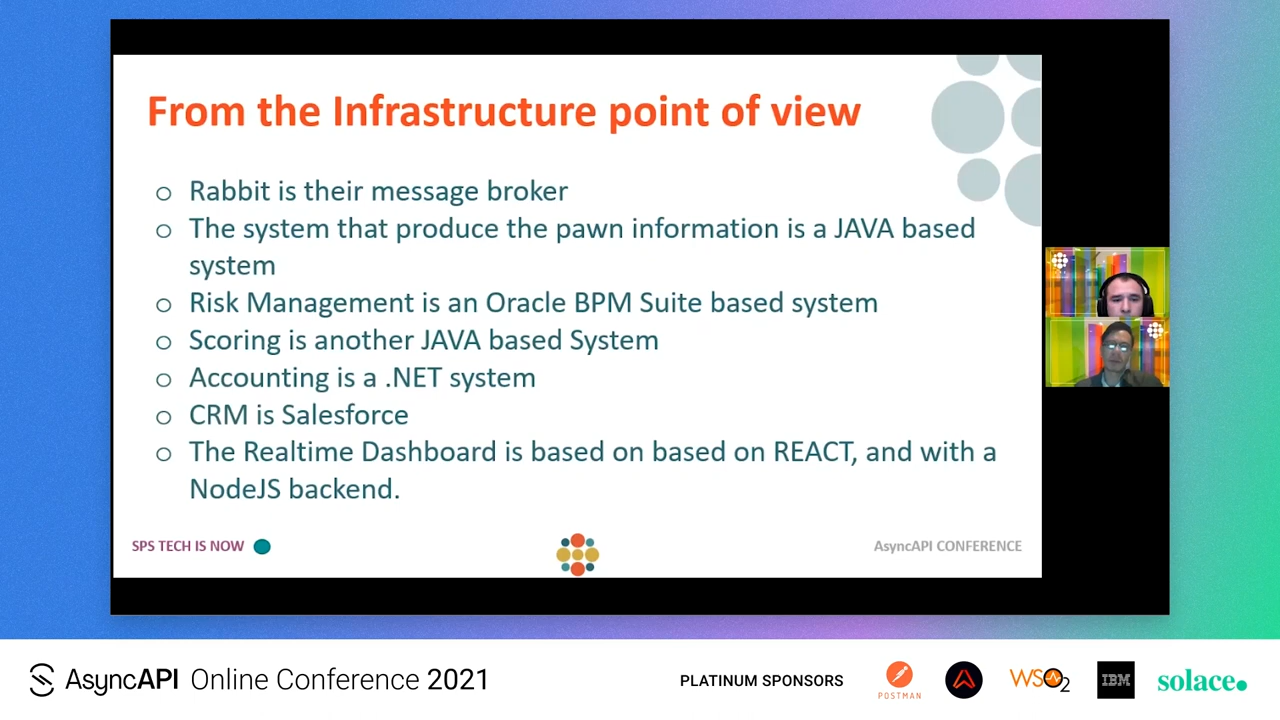 From the Infrastructure point of view
o Rabbit is their message broker
o The system that produce the pawn information is a JAVA based
system
o Risk Management is an Oracle BPM Suite based system
o Scoring is another JAVA based System
o Accounting is a .NET system
o CRM is Salesforce
o The Realtime Dashboard is based on based on REACT, and with a
NodeJS backend.
SPS TECH IS NOW
AsyncAPI CONFERENCE
AsyncAPI Online Conference 2021
PLATINUM SPONSORS
POSTMAN
WSO2
IBM
solace.